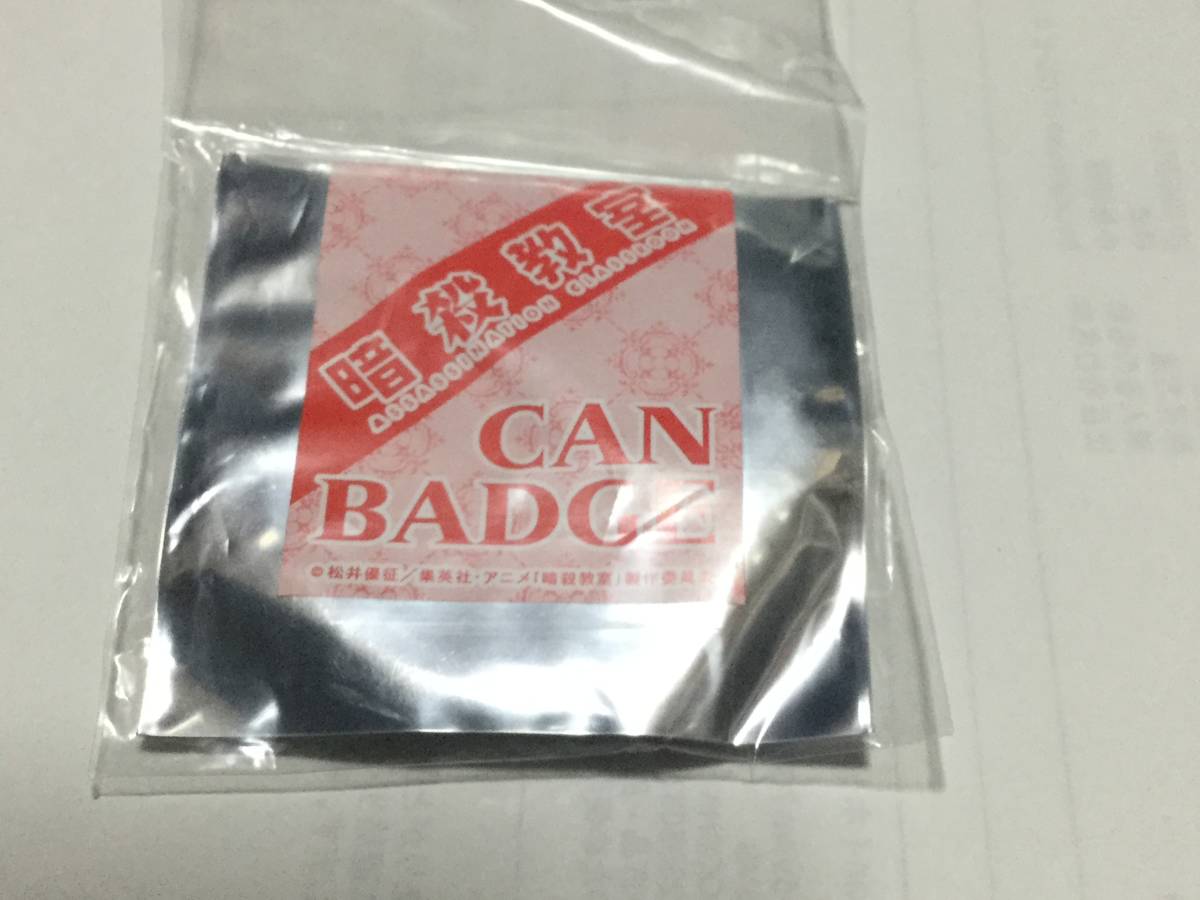 暗殺教室
ASSASSINATION CLASSROOM
CAN
BADGE
©松井優征/集英社・アニメ「暗殺教室」製作委員会